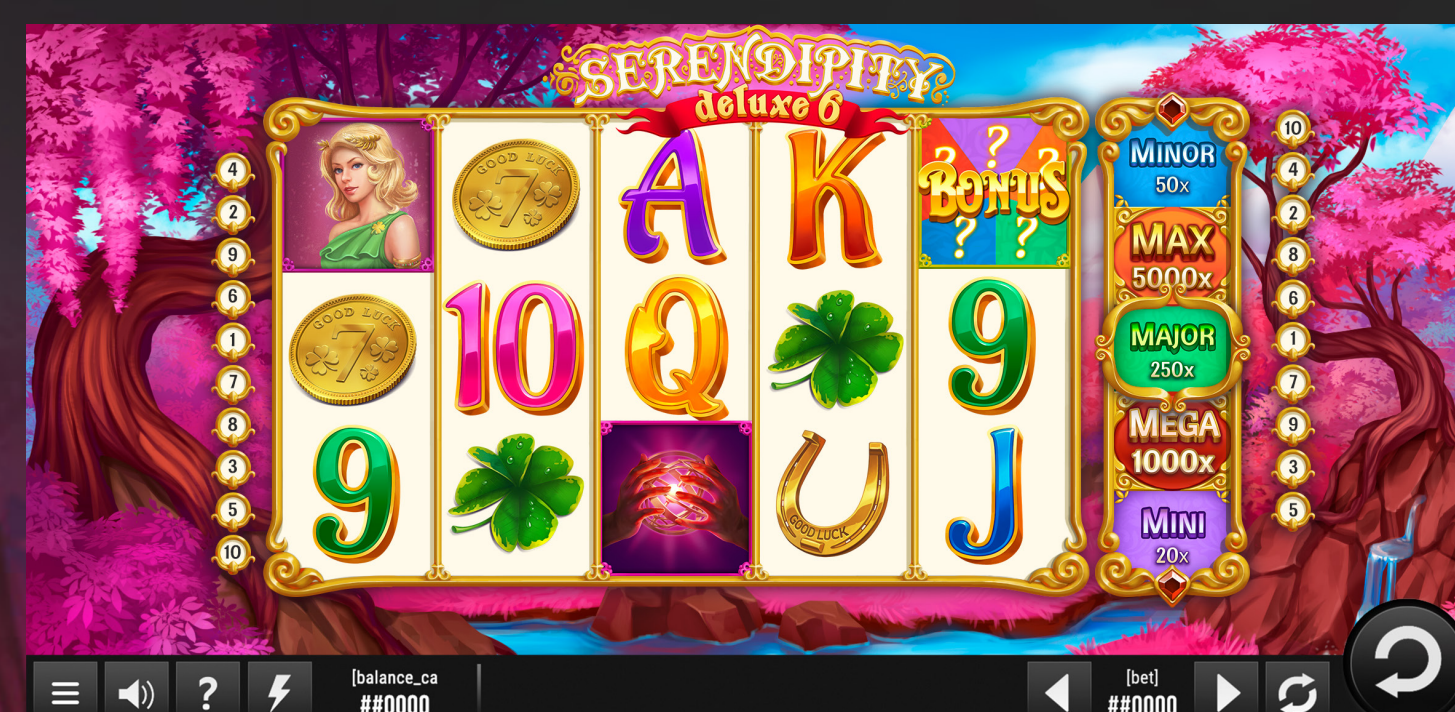 SERENDIPITY
deluxe 6
GOOD LUCK
7
A
K
? ? ?
BONUS
? ?
GOOD LUCK
7
10
Q
9
9
GOOD LUCK
J
4
2
9
6
1
7
8
3
5
10
MINOR
50x
MAX
5000x
MAJOR
250x
MEGA
1000x
MINI
20x
10
4
2
8
6
1
7
9
3
5
?
[balance_ca
##0000
[bet]
##0000